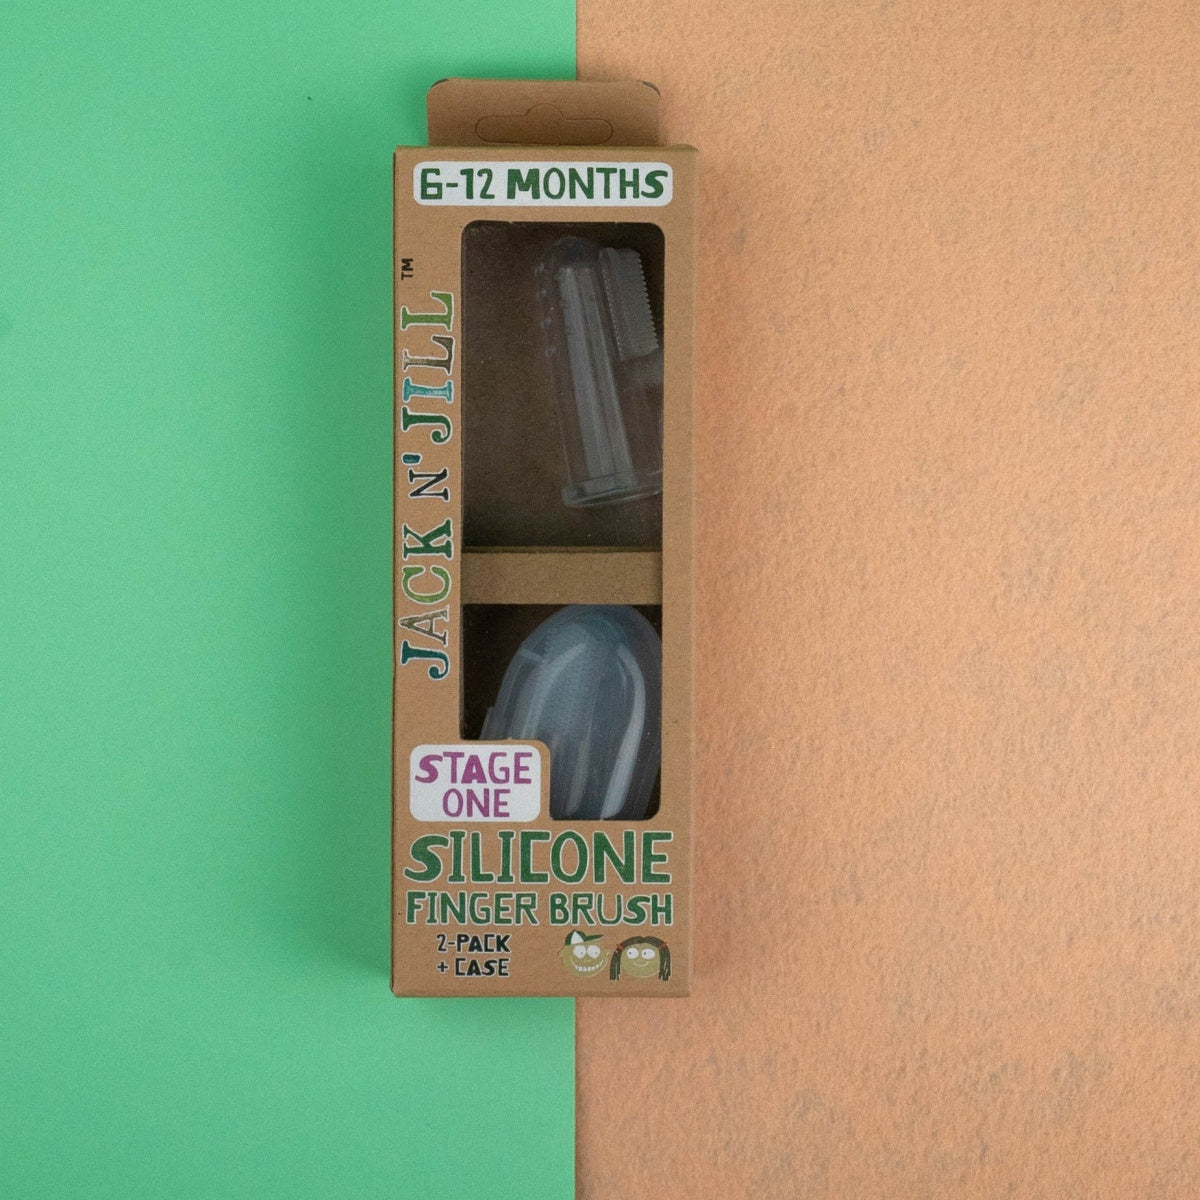 6-12 MONTHS
JACK N' JILL™
STAGE
ONE
SILICONE
FINGER BRUSH
2-PACK
+ CASE